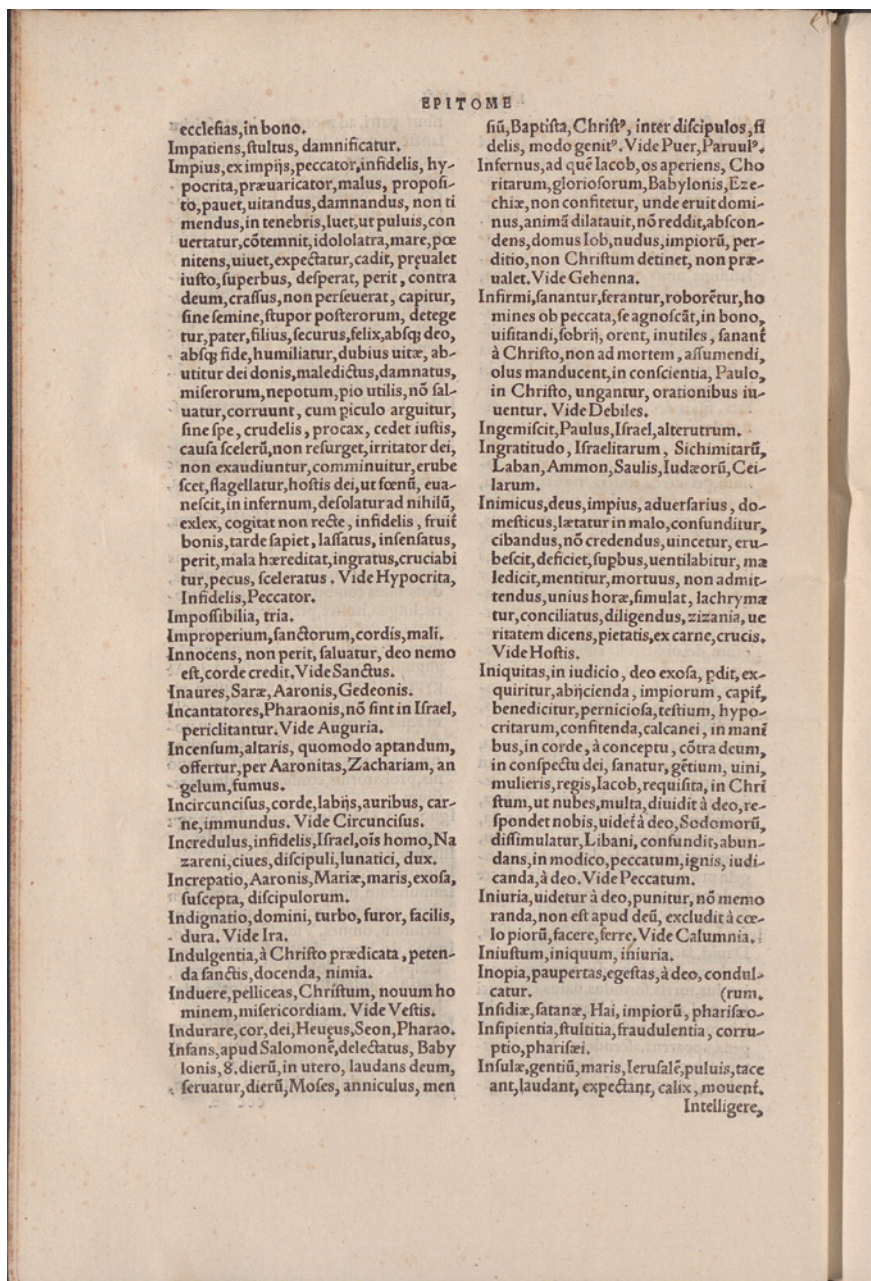 EPITOME
eccleſias, in bono.
Impatiens, ſtultus, damnificatur.
Impius, ex impijs, peccator, infidelis, hy-
pocrita, præuaricator, malus, propoſi-
to, pauet, uitandus, damnandus, non ti
mendus, in tenebris, luet, ut puluis, con
uertatur, cõtemnit, idololatra, mare, pœ
nitens, uiuet, expectatur, cadit, pręualet
iuſto, ſuperbus, deſperat, perit, contra
deum, craſſus, non perſeuerat, capitur,
ſine ſemine, ſtupor poſterorum, detege
tur, pater, filius, ſecurus, felix, abſq; deo,
abſq; fide, humiliatur, dubius uitæ, ab-
utitur dei donis, maledictus, damnatus,
miſerorum, nepotum, pio utilis, nõ ſal-
uatur, corruunt, cum ꝑiculo arguitur,
ſine ſpe, crudelis, procax, cedet iuſtis,
cauſa ſcelerũ, non reſurget, irritator dei,
non exaudiuntur, comminuitur, erube
ſcet, flagellatur, hoſtis dei, ut fœnũ, eua-
neſcit, in infernum, deſolatur ad nihilũ,
exlex, cogitat non recte, infidelis, fruit᷑
bonis, tarde ſapiet, laſſatus, inſenſatus,
perit, mala hæreditat, ingratus, cruciabi
tur, pecus, ſceleratus. Vide Hypocrita,
Infidelis, Peccator.
Impoſſibilia, tria.
Improperium, ſanctorum, cordis, mali.
Innocens, non perit, ſaluatur, deo nemo
eſt, corde credit. Vide Sanctus.
Inaures, Saræ, Aaronis, Gedeonis.
Incantatores, Pharaonis, nõ ſint in Iſrael,
periclitantur. Vide Auguria.
Incenſum, altaris, quomodo aptandum,
offertur, per Aaronitas, Zachariam, an
gelum, fumus.
Incircunciſus, corde, labijs, auribus, car-
ne, immundus. Vide Circunciſus.
Incredulus, infidelis, Iſrael, oĩs homo, Na
zareni, ciues, diſcipuli, lunatici, dux.
Increpatio, Aaronis, Mariæ, maris, exoſa,
ſuſcepta, diſcipulorum.
Indignatio, domini, turbo, furor, facilis,
dura. Vide Ira.
Indulgentia, à Chriſto prædicata, peten-
da ſanctis, docenda, nimia.
Induere, pelliceas, Chriſtum, nouum ho
minem, miſericordiam. Vide Veſtis.
Indurare, cor, dei, Heuęus, Seon, Pharao.
Infans, apud Salomonẽ, delectatus, Baby
lonis, 8. dierũ, in utero, laudans deum,
ſeruatur, dierũ, Moſes, anniculus, men
ſiũ, Baptiſta, Chriſtꝰ, inter diſcipulos, fi
delis, modo genitꝰ. Vide Puer, Paruulꝰ.
Infernus, ad quẽ Iacob, os aperiens, Cho
ritarum, glorioſorum, Babylonis, Eze-
chiæ, non confitetur, unde eruit domi-
nus, animã dilatauit, nõ reddit, abſcon-
dens, domus Iob, nudus, impiorũ, per-
ditio, non Chriſtum detinet, non præ-
ualet. Vide Gehenna.
Infirmi, ſanantur, ferantur, roborẽtur, ho
mines ob peccata, ſe agnoſcãt, in bono,
uiſitandi, ſobrij, orent, inutiles, ſanant᷑
à Chriſto, non ad mortem, aſſumendi,
olus manducent, in conſcientia, Paulo,
in Chriſto, ungantur, orationibus iu-
uentur. Vide Debiles.
Ingemiſcit, Paulus, Iſrael, alterutrum.
Ingratitudo, Iſraelitarum, Sichimitarũ,
Laban, Ammon, Saulis, Iudæorũ, Cei-
larum.
Inimicus, deus, impius, aduerſarius, do-
meſticus, lætatur in malo, confunditur,
cibandus, nõ credendus, uincetur, eru-
beſcit, deficiet, ſuꝑbus, uentilabitur, ma
ledicit, mentitur, mortuus, non admit-
tendus, unius horæ, ſimulat, lachryma
tur, conciliatus, diligendus, zizania, ue
ritatem dicens, pietatis, ex carne, crucis.
Vide Hoſtis.
Iniquitas, in iudicio, deo exoſa, ꝑdit, ex-
quiritur, abijcienda, impiorum, capit᷑,
benedicitur, pernicioſa, teſtium, hypo-
critarum, confitenda, calcanei, in mani
bus, in corde, à conceptu, cõtra deum,
in conſpectu dei, ſanatur, gẽtium, uini,
mulieris, regis, Iacob, requiſita, in Chri
ſtum, ut nubes, multa, diuidit à deo, re-
ſpondet nobis, uidet᷑ à deo, Sodomorũ,
diſſimulatur, Libani, confundit, abun-
dans, in modico, peccatum, ignis, iudi-
canda, à deo. Vide Peccatum.
Iniuria, uidetur à deo, punitur, nõ memo
randa, non eſt apud deũ, excludit à cœ-
lo piorũ, facere, ferre. Vide Calumnia.
Iniuſtum, iniquum, iniuria.
Inopia, paupertas, egeſtas, à deo, condul-
catur. (rum.
Inſidiæ, ſatanæ, Hai, impiorũ, phariſæo-
Inſipientia, ſtultitia, fraudulentia, corru-
ptio, phariſæi.
Inſulæ, gentiũ, maris, Ieruſalẽ, puluis, tace
ant, laudant, expectant, calix, mouent᷑.
Intelligere,